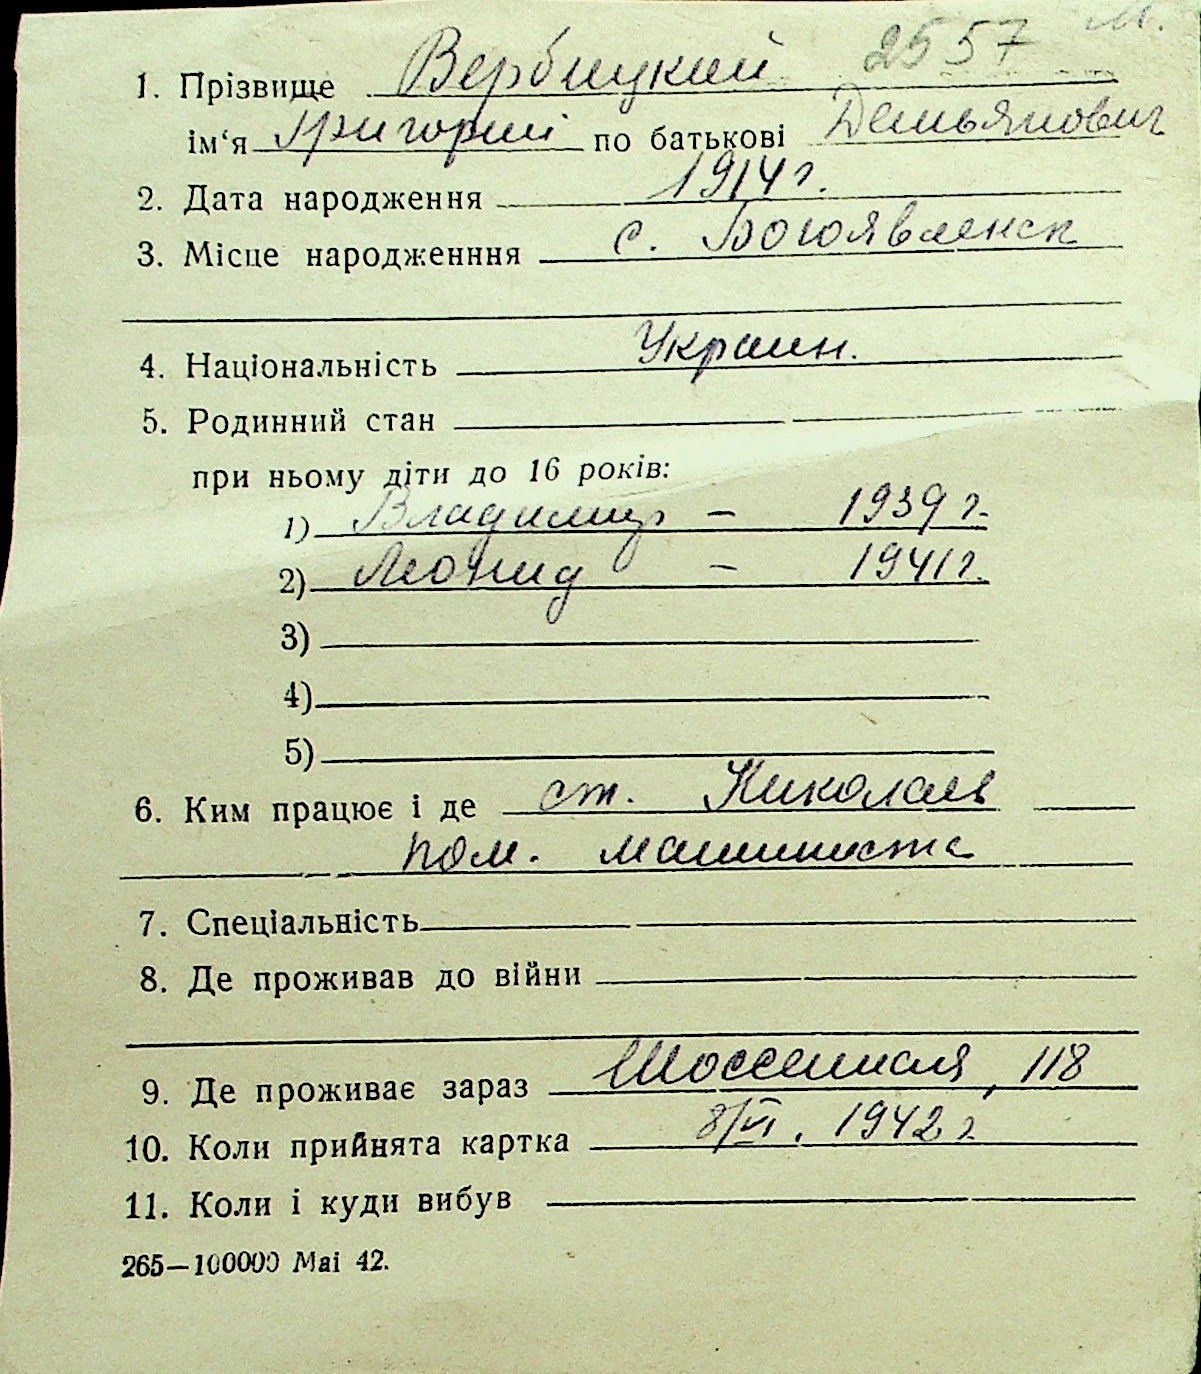 2557 м.
1. Прізвище Вербицкий
ім‘я Григорий по батькові Демьянович
2. Дата народження 1914 г.
3. Місце народженння с. Богоявленск
4. Національність Украин.
5. Родинний стан
при ньому діти до 16 років:
1) Владимир – 1939 г.
2) Леонид – 1941 г.
3)
4)
5)
6. Ким працює і де ст. Николаев
пом. машиниста
7. Спеціальність
8. Де проживав до війни
9. Де проживає зараз Шоссейная, 118
10. Коли прийнята картка 8/VI. 1942 г
11. Коли і куди вибув
265—100000 Mai 42.